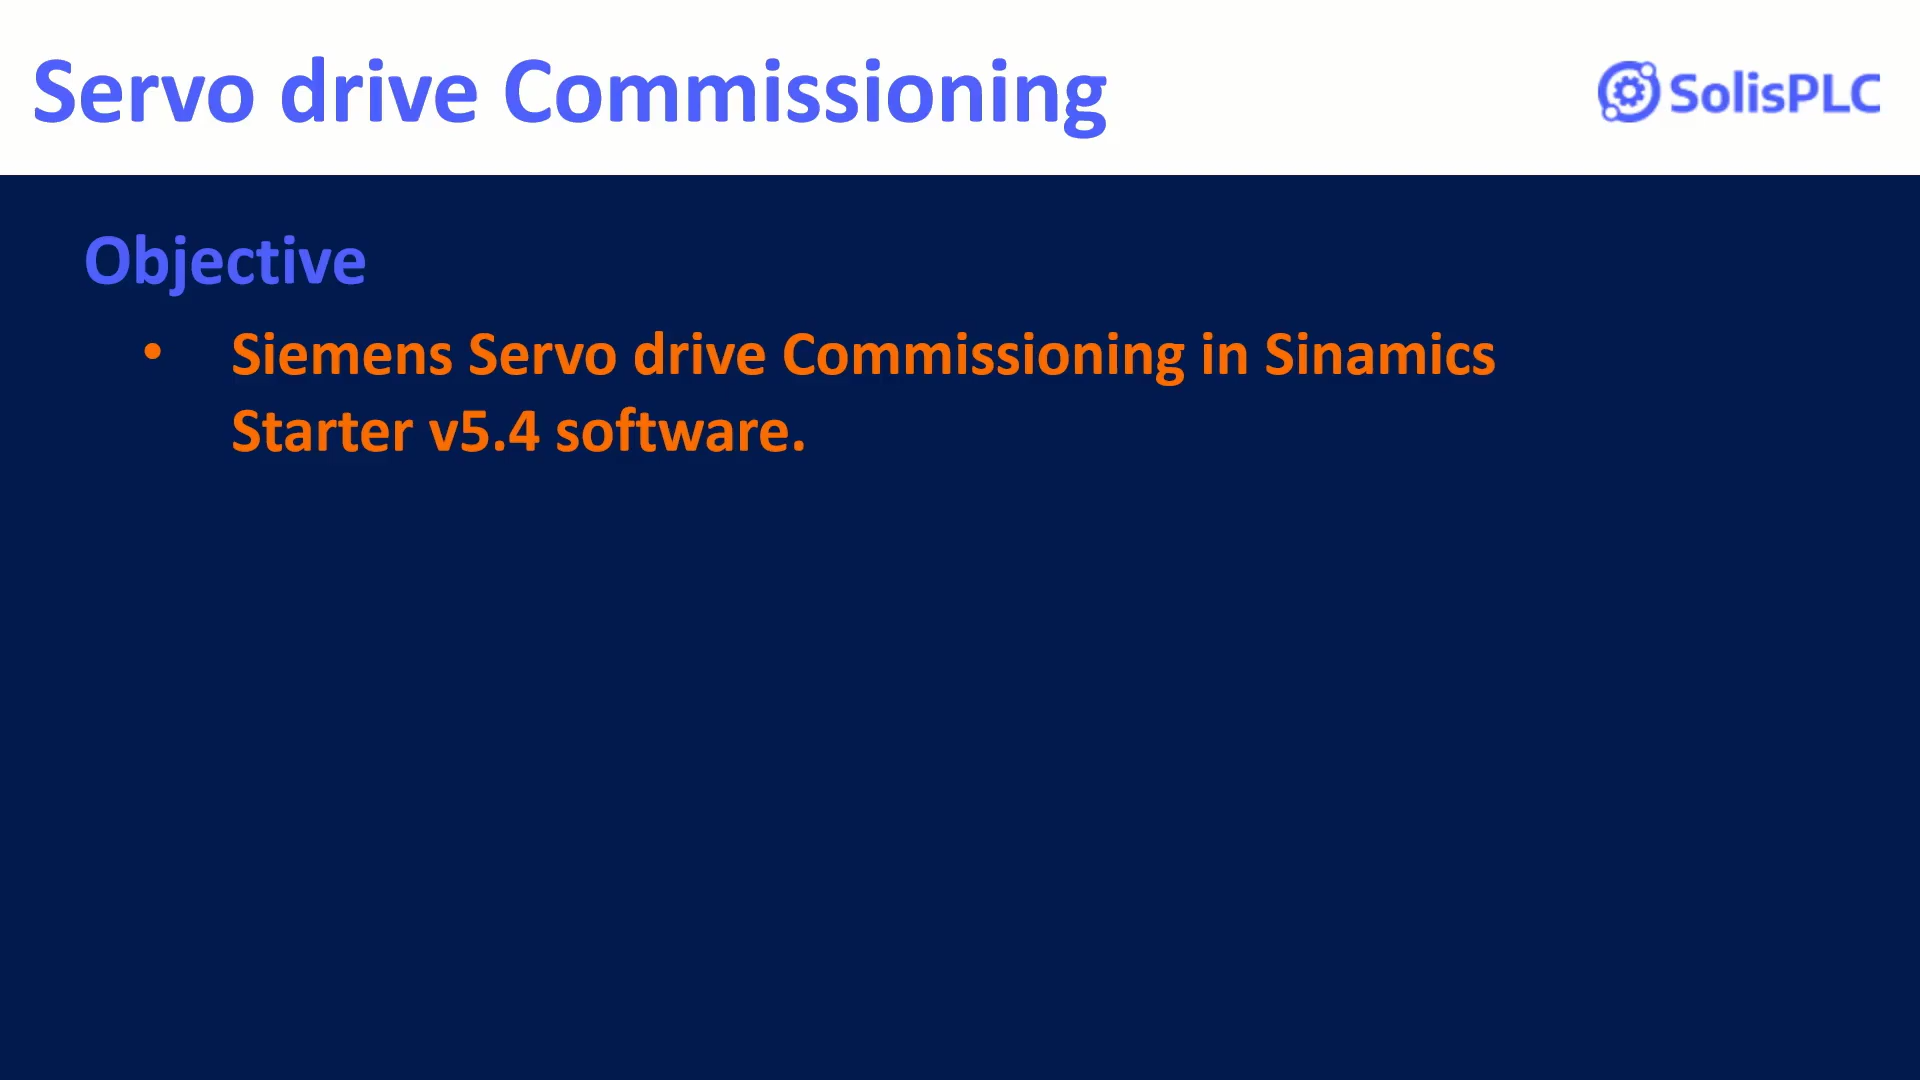 Servo drive Commissioning
SolisPLC
Objective
• Siemens Servo drive Commissioning in Sinamics
Starter v5.4 software.